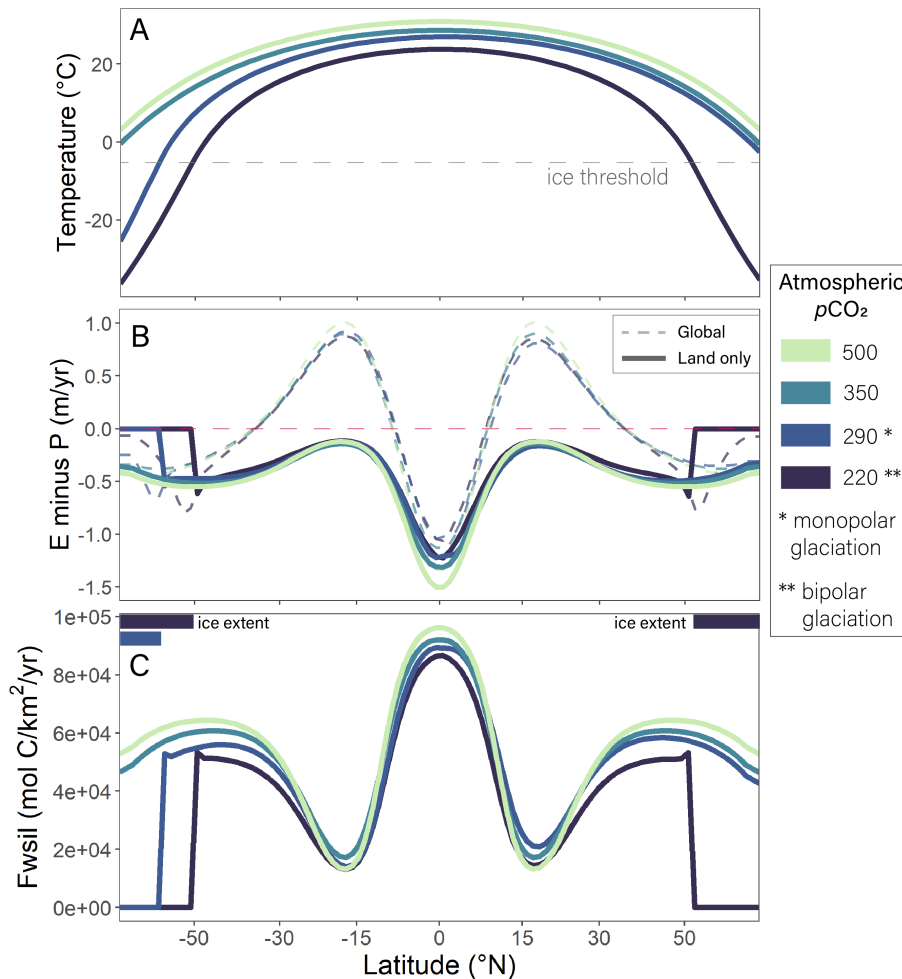 A
Temperature (°C)
20
0
-20
ice threshold
B
E minus P (m/yr)
1.0
0.5
0.0
-0.5
-1.0
-1.5
Global
Land only
C
Fwsil (mol C/km²/yr)
1e+05
8e+04
6e+04
4e+04
2e+04
0e+00
ice extent
ice extent
-50
-30
-15
0
15
30
50
Latitude (°N)
Atmospheric
pCO₂
500
350
290 *
220 **
* monopolar
glaciation
** bipolar
glaciation